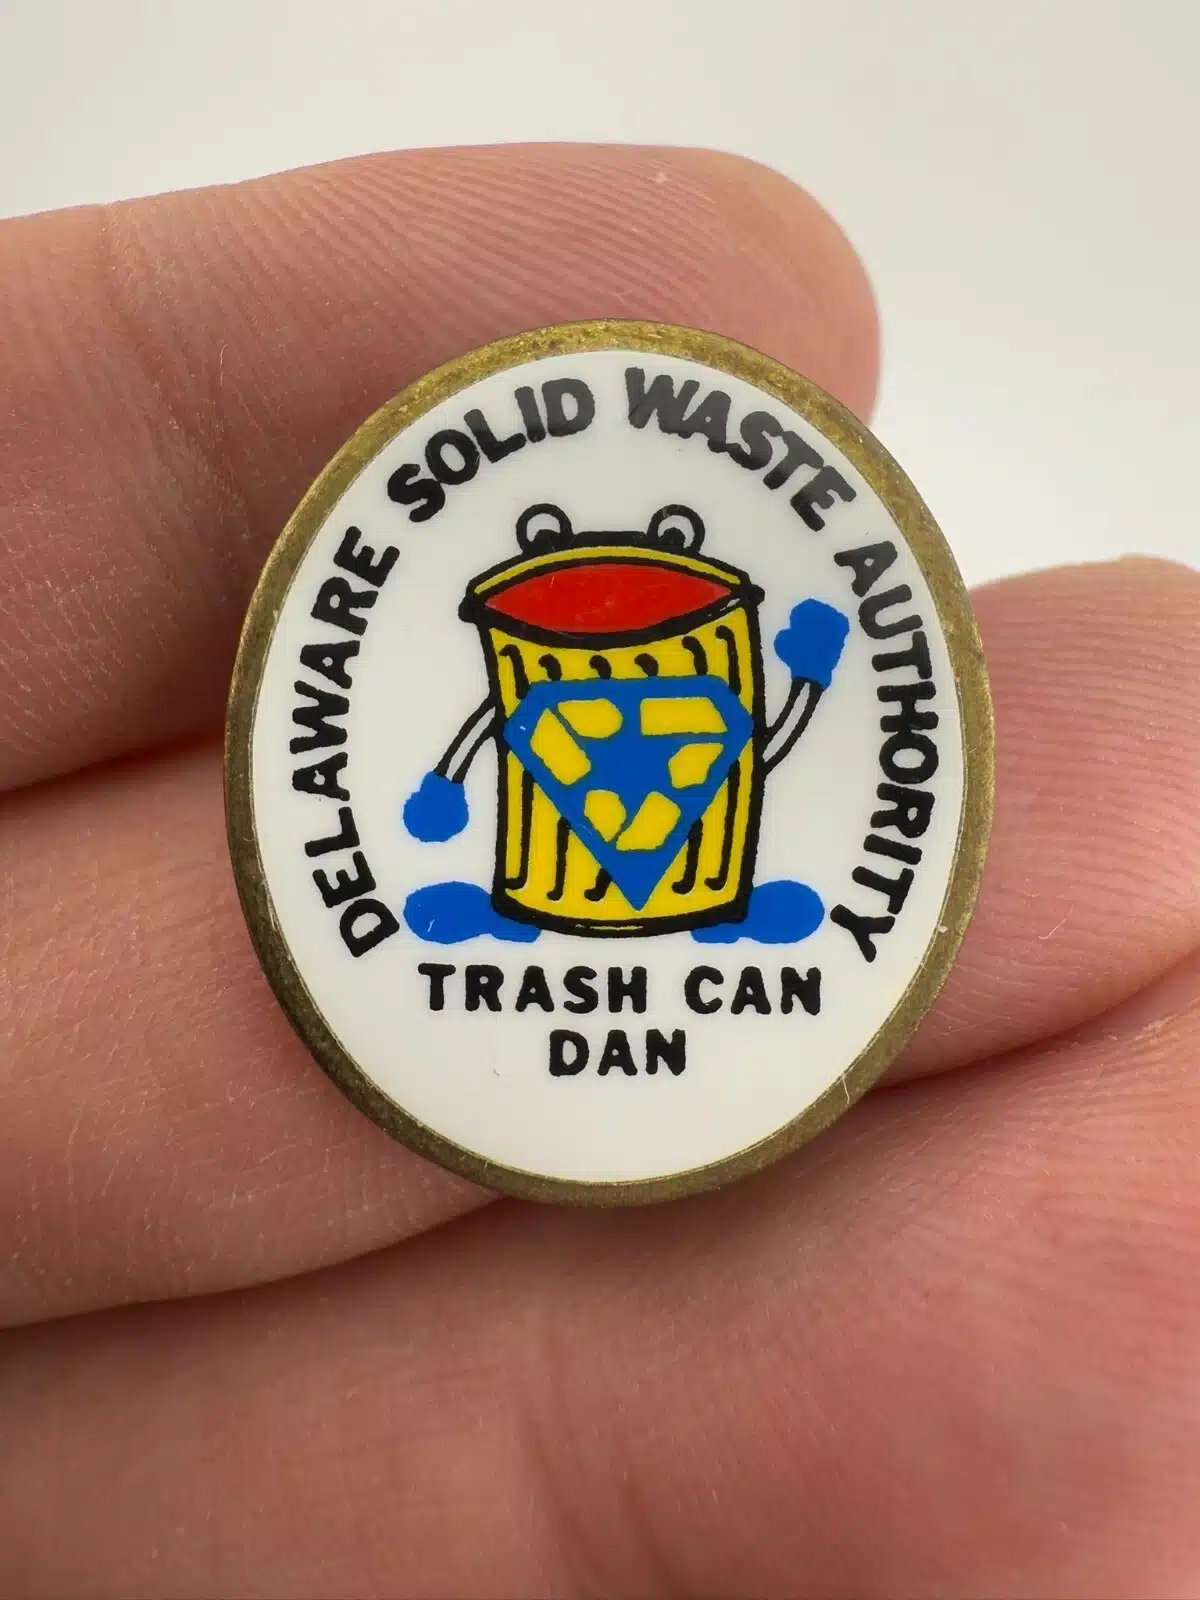 DELAWARE SOLID WASTE AUTHORITY
TRASH CAN
DAN